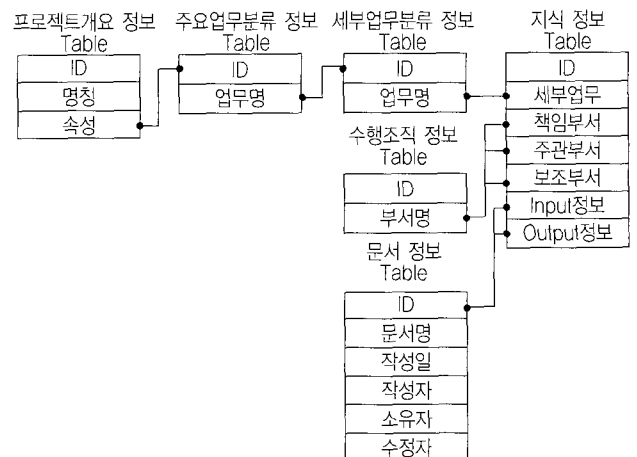 프로젝트개요 정보 Table
ID
명칭
속성
주요업무분류 정보 Table
ID
업무명
세부업무분류 정보 Table
ID
업무명
수행조직 정보 Table
ID
부서명
문서 정보 Table
ID
문서명
작성일
작성자
소유자
수정자
지식 정보 Table
ID
세부업무
책임부서
주관부서
보조부서
Input정보
Output정보